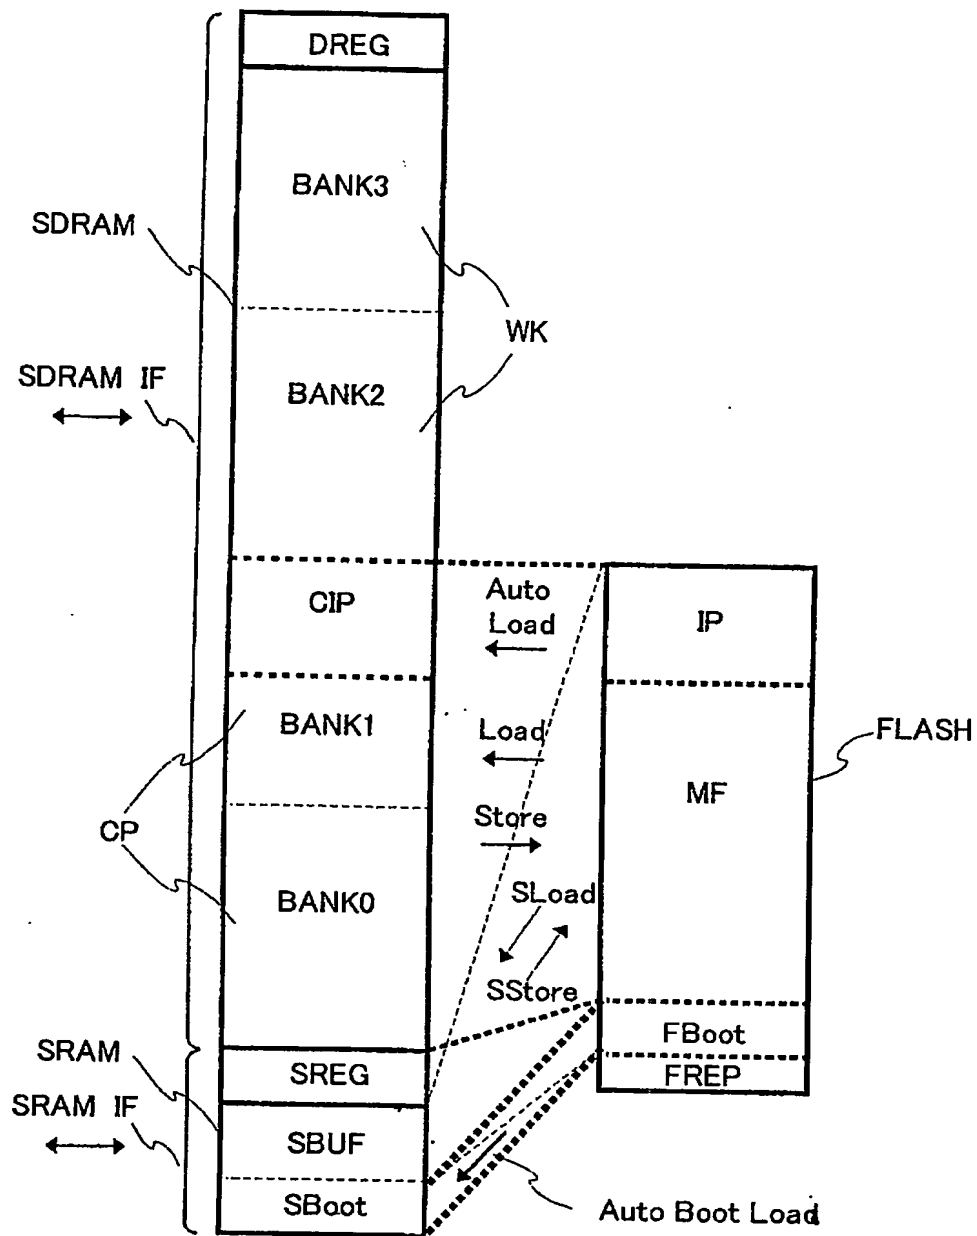 DREG
BANK3
SDRAM
WK
SDRAM IF
BANK2
CIP
Auto
Load
IP
BANK1
Load
FLASH
MF
CP
Store
BANK0
SLoad
SStore
FBoot
SRAM
SREG
FREP
SRAM IF
SBUF
SBoot
Auto Boot Load